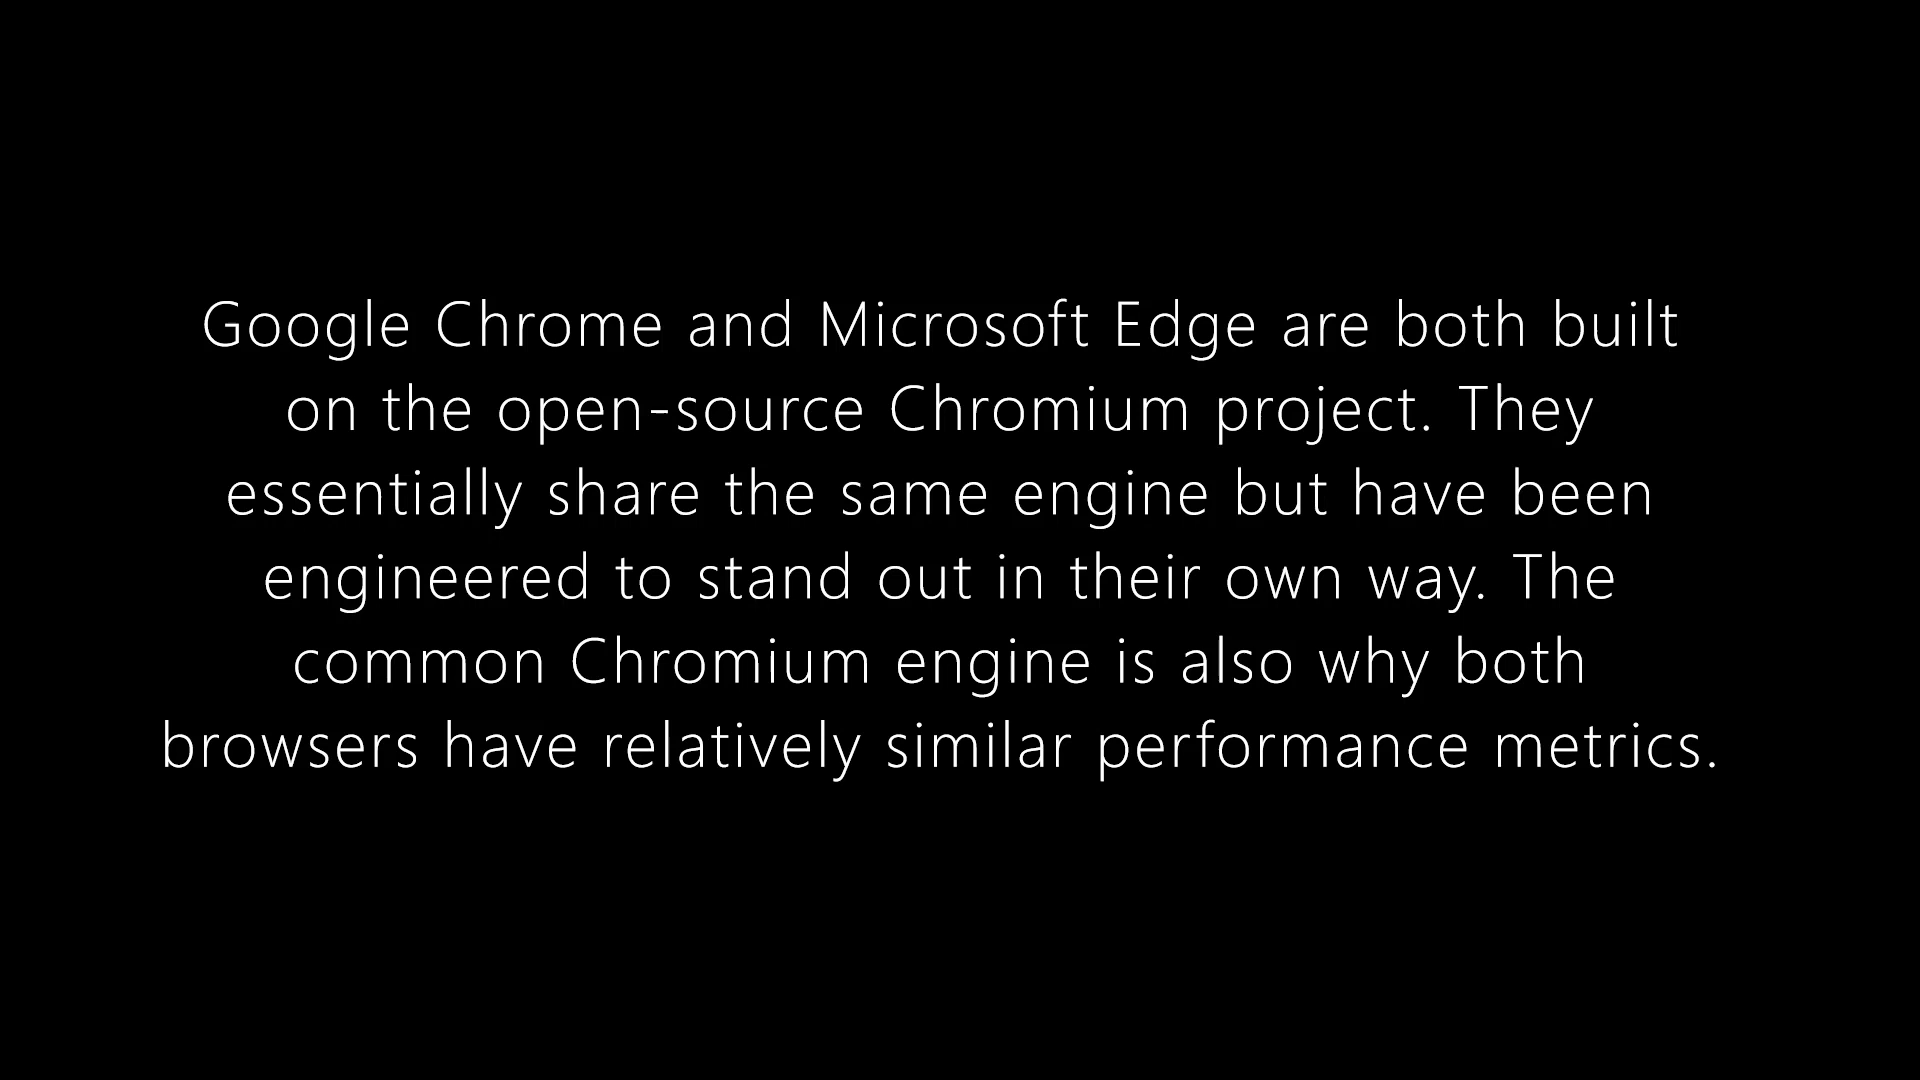 Google Chrome and Microsoft Edge are both built
on the open-source Chromium project. They
essentially share the same engine but have been
engineered to stand out in their own way. The
common Chromium engine is also why both
browsers have relatively similar performance metrics.